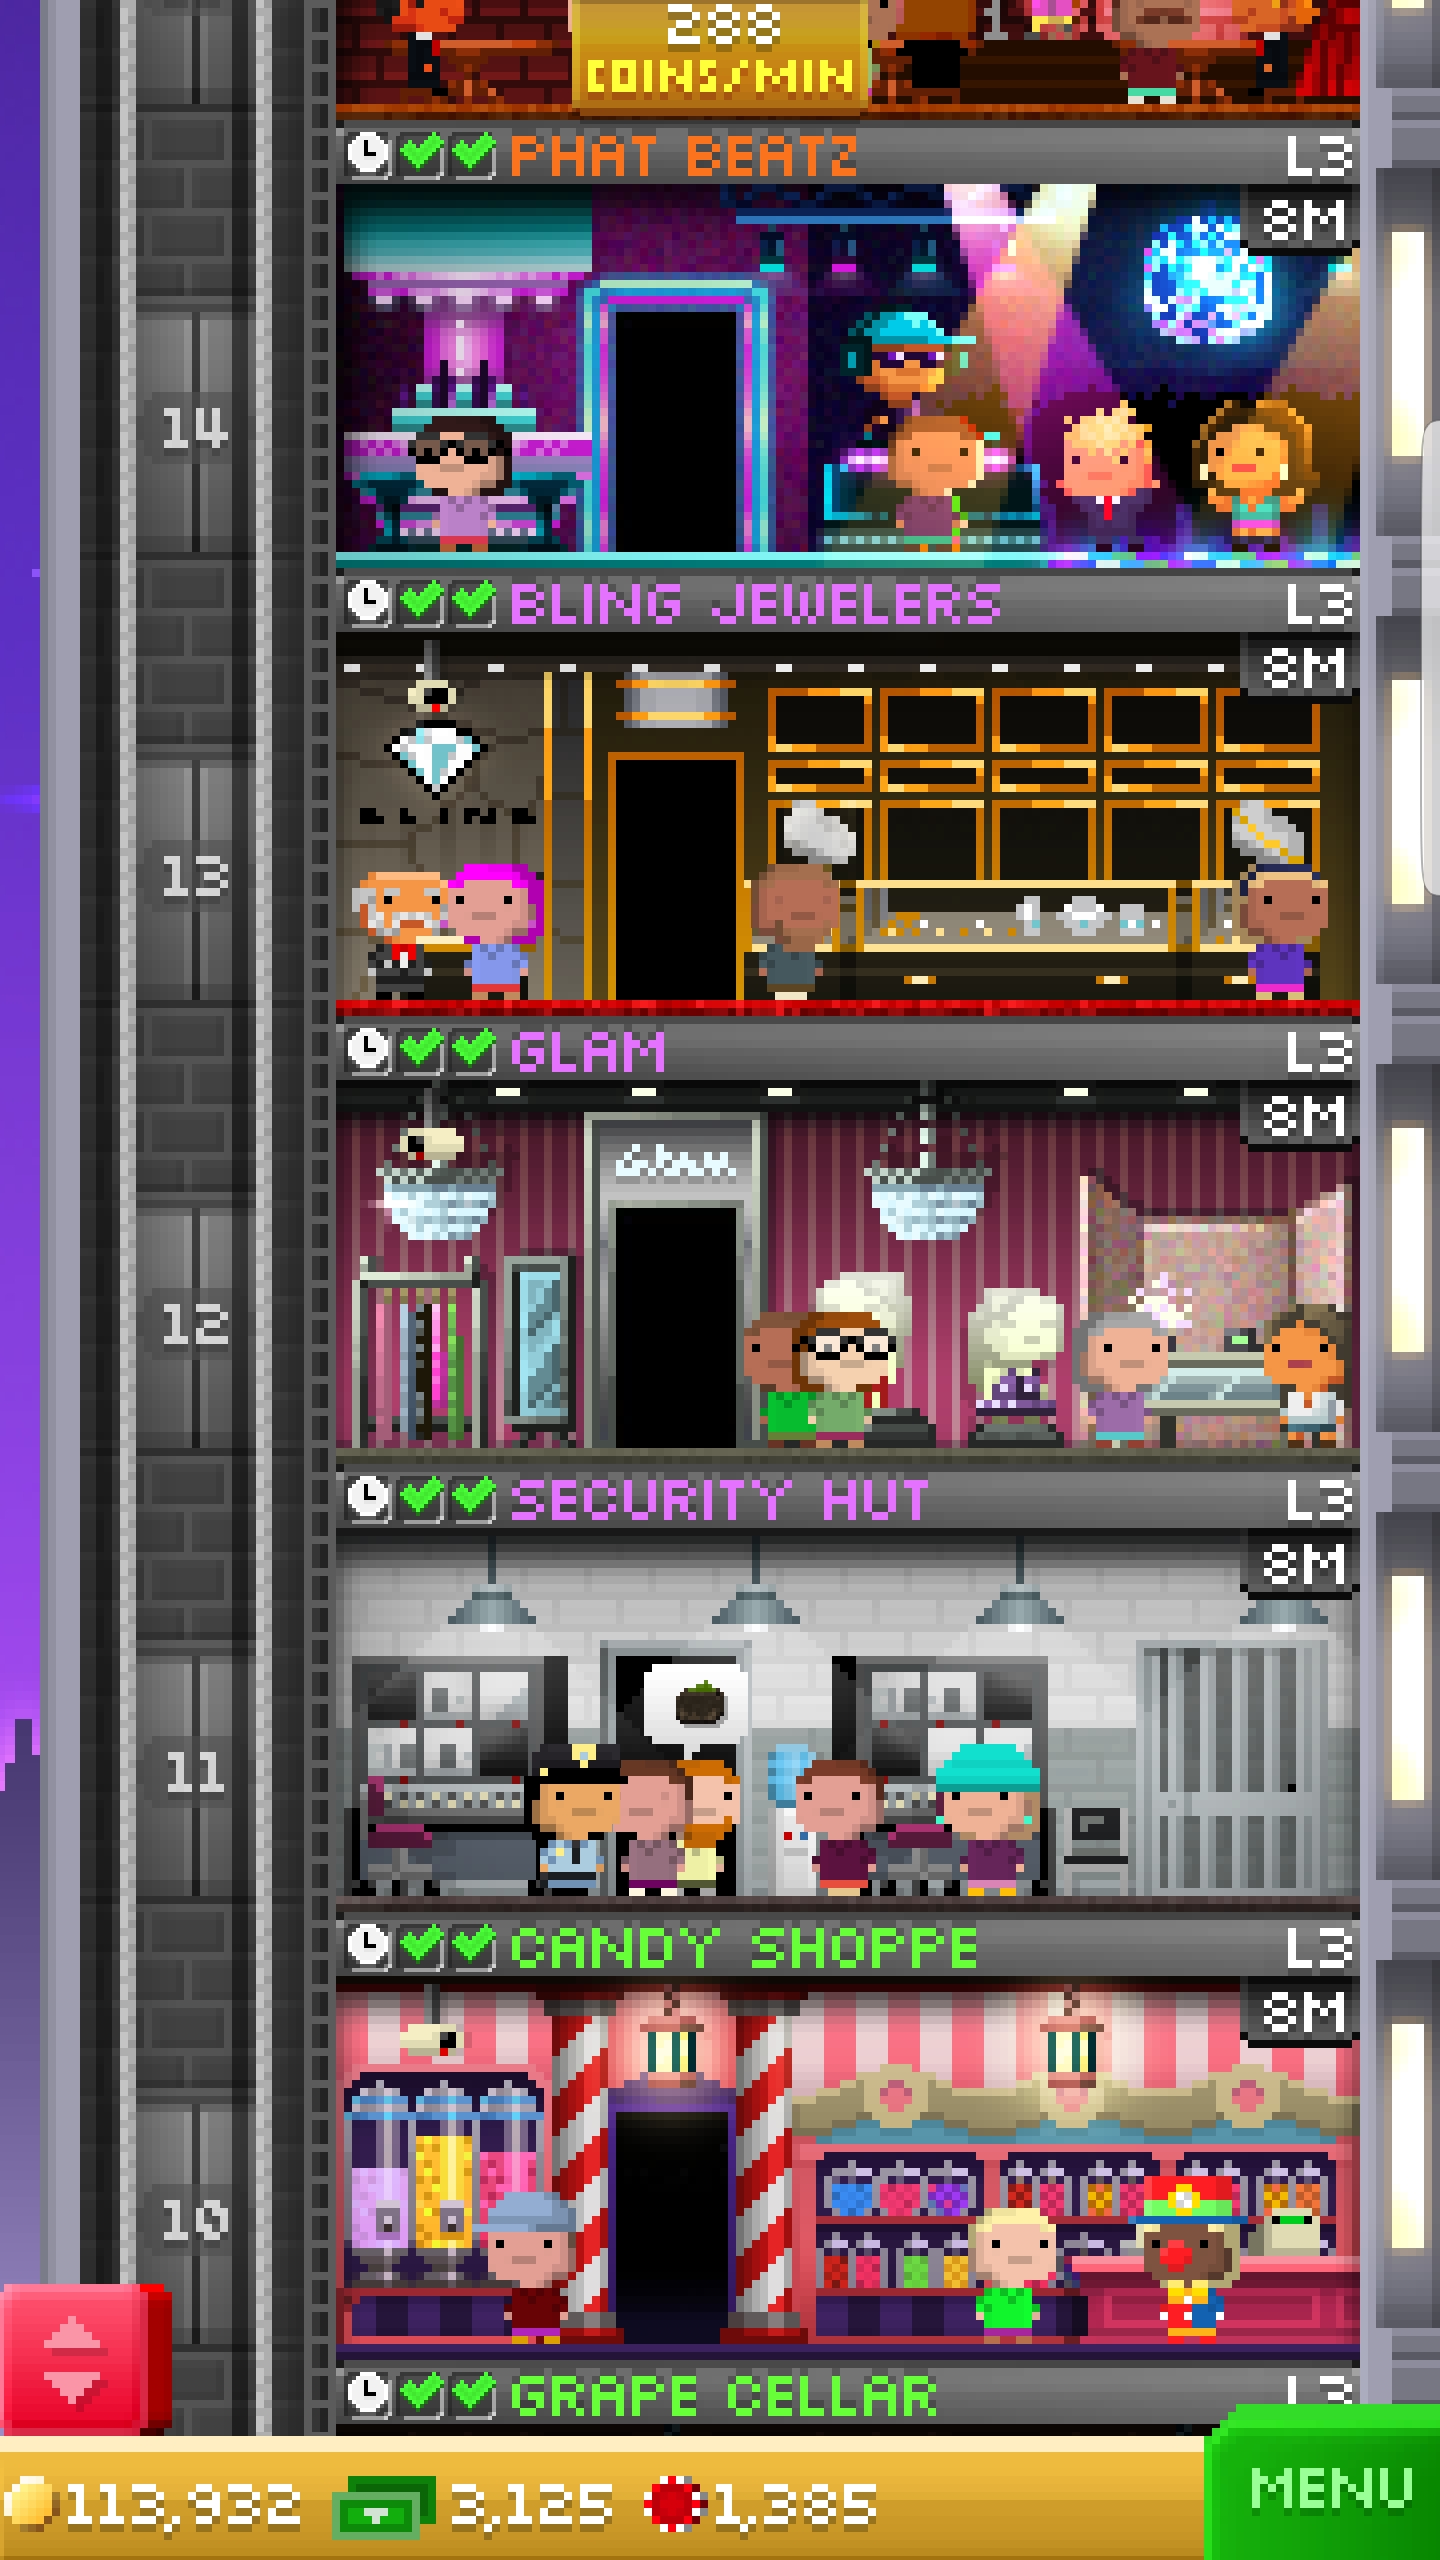 288
COINS/MIN
PHAT BEATZ L3
8M
14
BLING JEWELERS L3
8M
BLING
13
GLAM L3
8M
Glam
12
SECURITY HUT L3
8M
11
CANDY SHOPPE L3
8M
10
GRAPE CELLAR L3
113,932 3,125 1,385
MENU